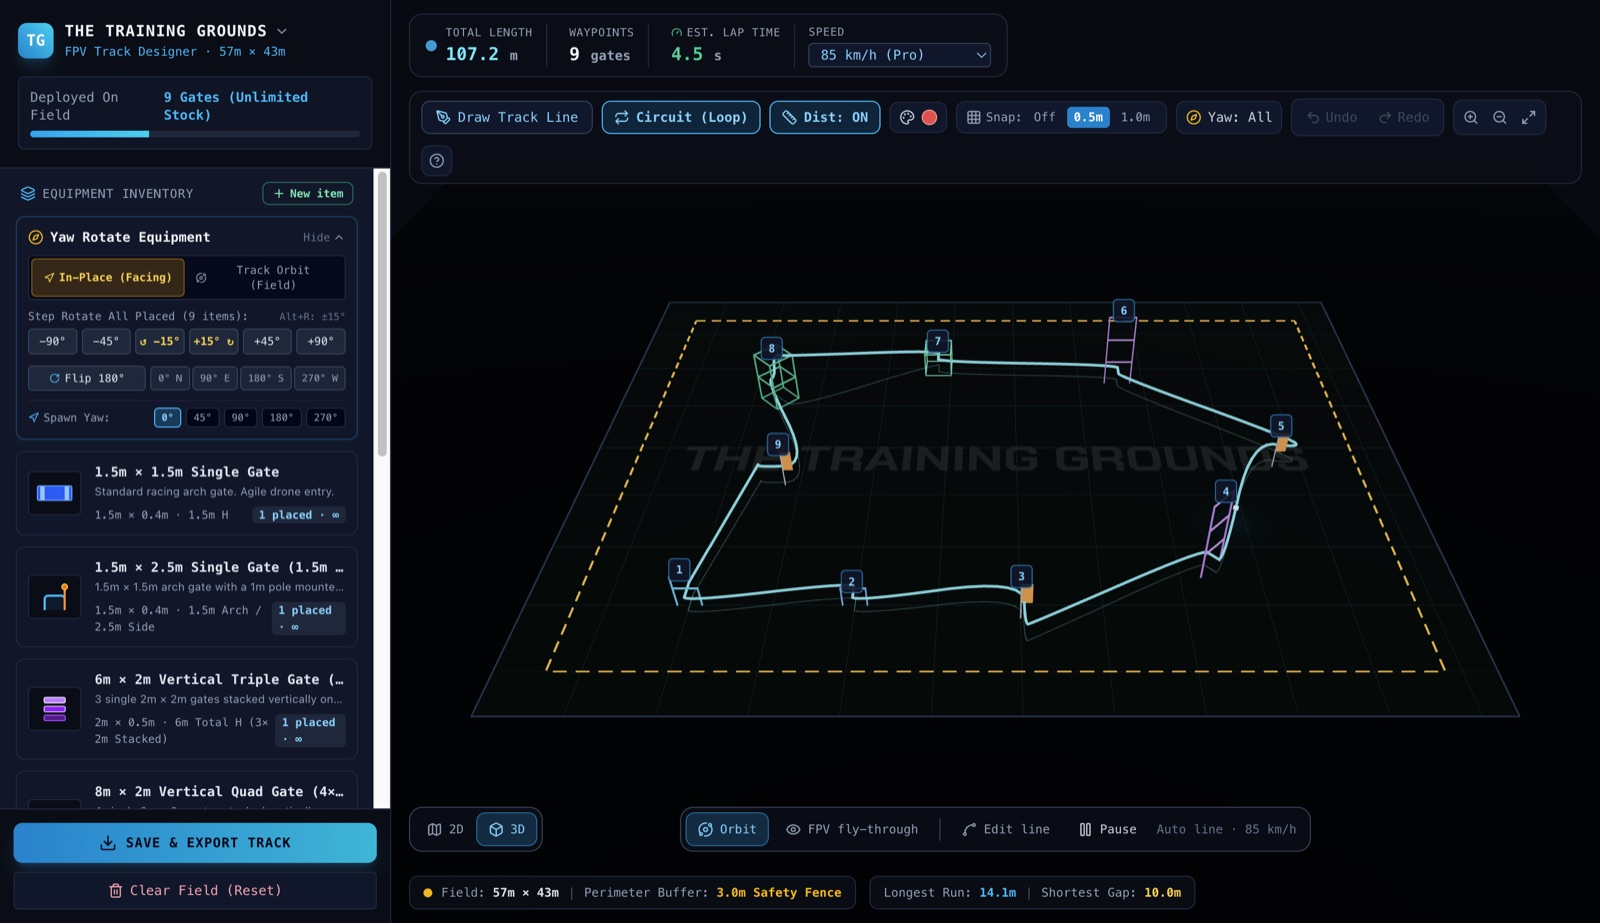 TG
THE TRAINING GROUNDS
FPV Track Designer · 57m × 43m
Deployed On Field
9 Gates (Unlimited Stock)
EQUIPMENT INVENTORY
+ New item
Yaw Rotate Equipment
Hide
In-Place (Facing)
Track Orbit (Field)
Step Rotate All Placed (9 items):
Alt+R: ±15°
−90°
−45°
↺ −15°
+15° ↻
+45°
+90°
Flip 180°
0° N
90° E
180° S
270° W
Spawn Yaw:
0°
45°
90°
180°
270°
1.5m × 1.5m Single Gate
Standard racing arch gate. Agile drone entry.
1.5m × 0.4m · 1.5m H
1 placed · ∞
1.5m × 2.5m Single Gate (1.5m …
1.5m × 1.5m arch gate with a 1m pole mounte…
1.5m × 0.4m · 1.5m Arch / 2.5m Side
1 placed · ∞
6m × 2m Vertical Triple Gate (…
3 single 2m × 2m gates stacked vertically on…
2m × 0.5m · 6m Total H (3× 2m Stacked)
1 placed · ∞
8m × 2m Vertical Quad Gate (4×…
SAVE & EXPORT TRACK
Clear Field (Reset)
TOTAL LENGTH
107.2 m
WAYPOINTS
9 gates
EST. LAP TIME
4.5 s
SPEED
85 km/h (Pro)
Draw Track Line
Circuit (Loop)
Dist: ON
Snap:
Off
0.5m
1.0m
Yaw: All
Undo
Redo
6
7
8
5
9
THE TRAINING GROUNDS
4
1
2
3
2D
3D
Orbit
FPV fly-through
Edit line
Pause
Auto line · 85 km/h
Field: 57m × 43m | Perimeter Buffer: 3.0m Safety Fence
Longest Run: 14.1m | Shortest Gap: 10.0m